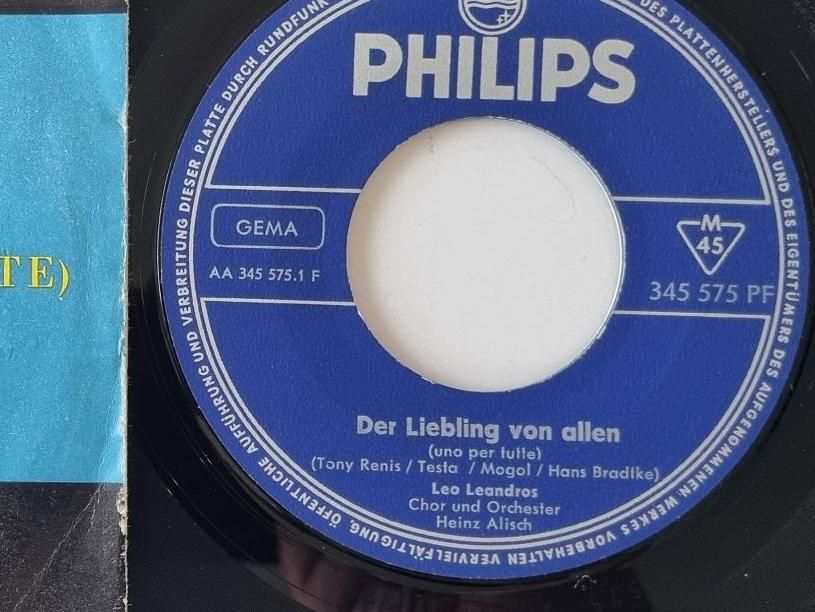 PHILIPS
GEMA
AA 345 575.1 F
M
45
345 575 PF
Der Liebling von allen
(uno per tutte)
(Tony Renis / Testa / Mogol / Hans Bradtke)
Leo Leandros
Chor und Orchester
Heinz Alisch
DES PLATTENHERSTELLERS UND DES EIGENTÜMERS DES AUFGENOMMENEN WERKES VORBEHALTEN VERVIELFÄLTIGUNG, ÖFFENTLICHE AUFFÜHRUNG UND VERBREITUNG DIESER PLATTE DURCH RUNDFUNK
TE)